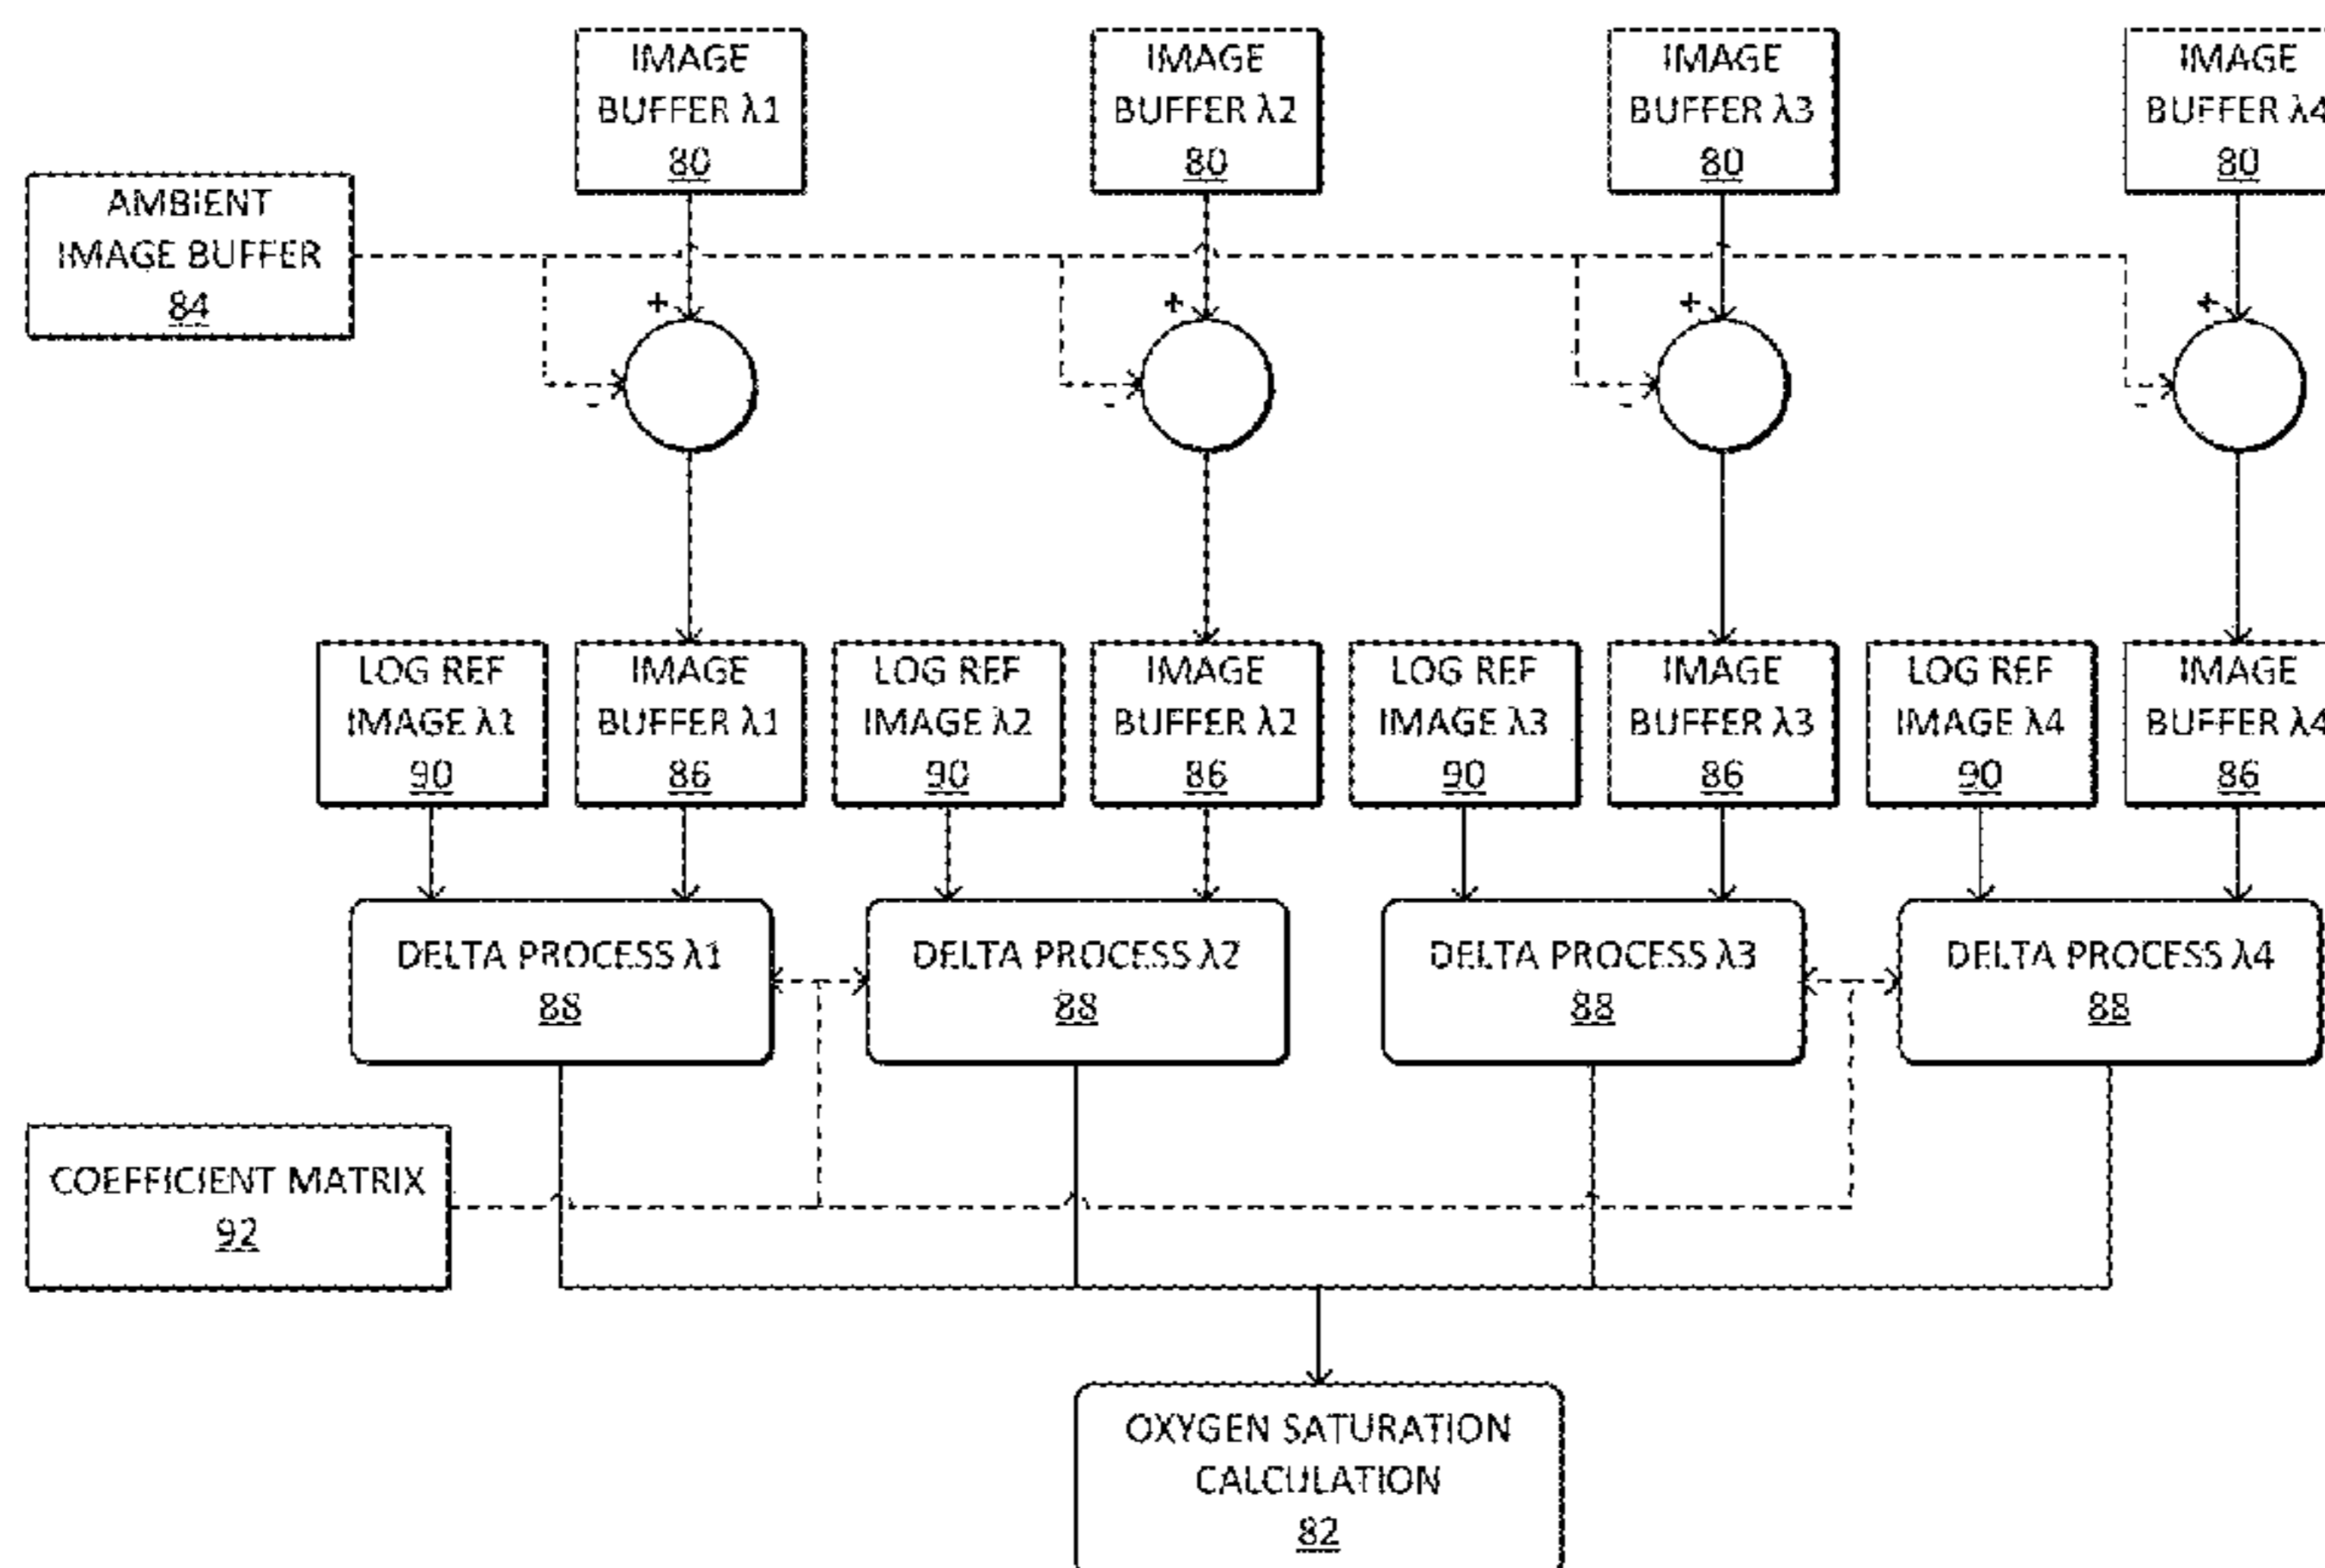 IMAGE
BUFFER λ1
80
IMAGE
BUFFER λ2
80
IMAGE
BUFFER λ3
80
IMAGE
BUFFER λ4
80
AMBIENT
IMAGE BUFFER
84
+
+
+
+
-
-
-
-
LOG REF
IMAGE λ1
90
IMAGE
BUFFER λ1
86
LOG REF
IMAGE λ2
90
IMAGE
BUFFER λ2
86
LOG REF
IMAGE λ3
90
IMAGE
BUFFER λ3
86
LOG REF
IMAGE λ4
90
IMAGE
BUFFER λ4
86
DELTA PROCESS λ1
88
DELTA PROCESS λ2
88
DELTA PROCESS λ3
88
DELTA PROCESS λ4
88
COEFFICIENT MATRIX
92
OXYGEN SATURATION
CALCULATION
82